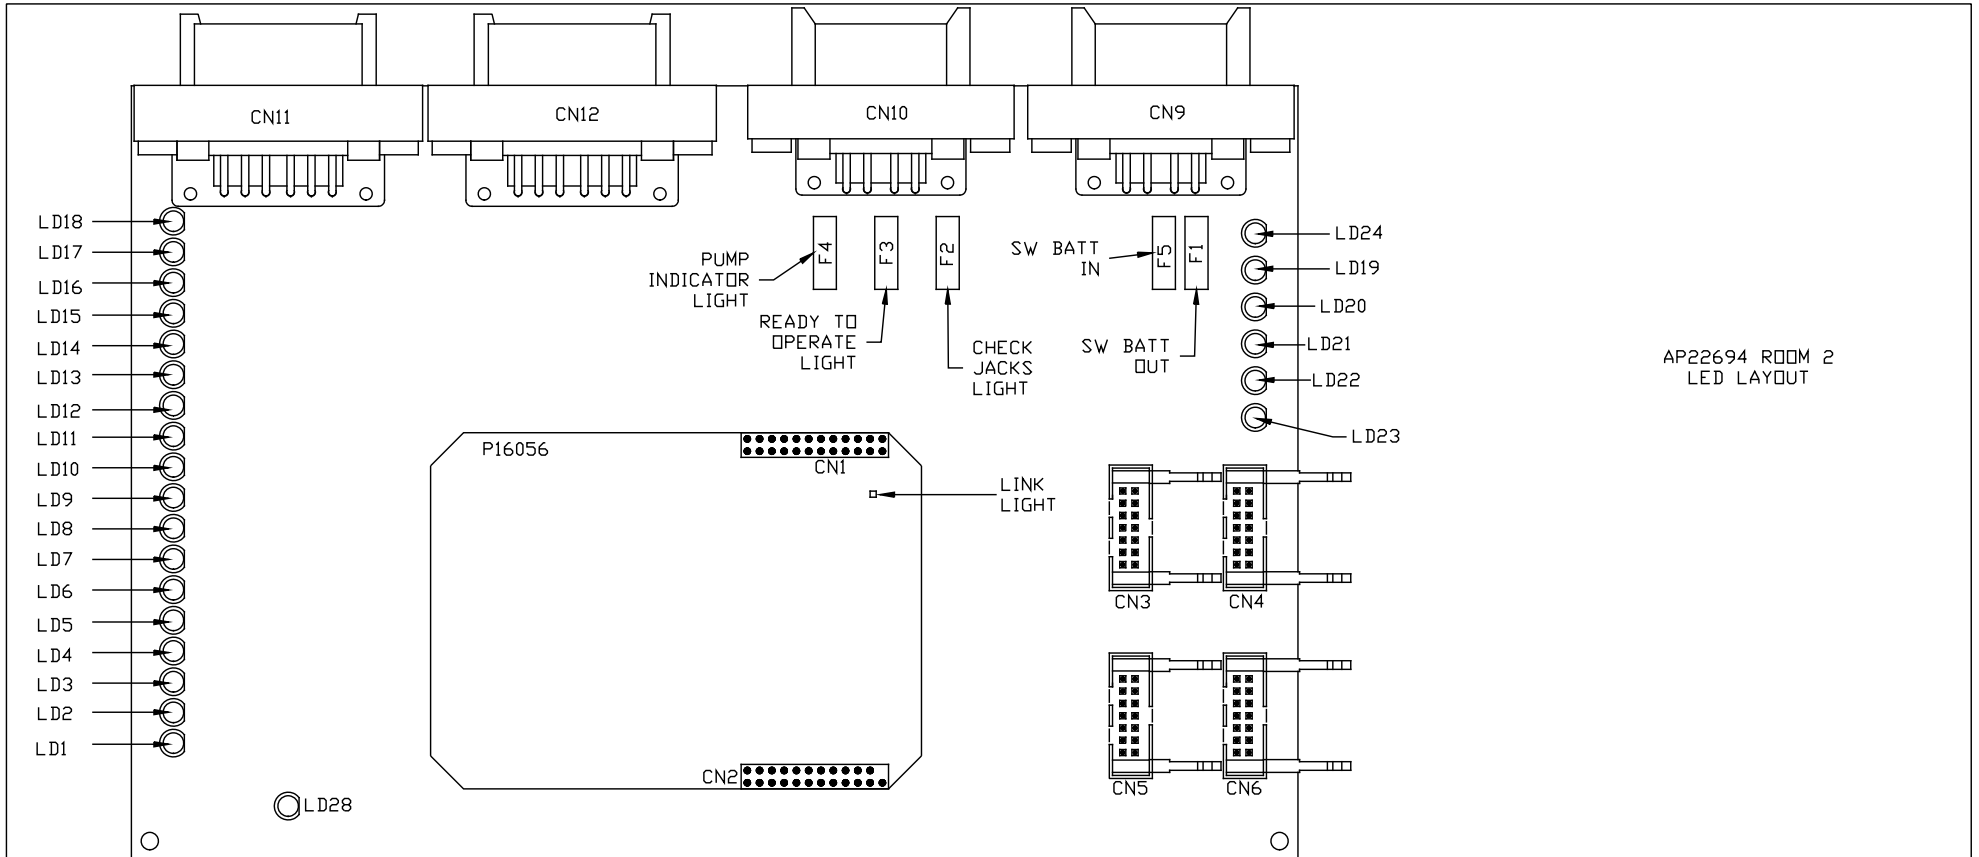 CN11
CN12
CN10
CN9
LD18
LD17
LD16
LD15
LD14
LD13
LD12
LD11
LD10
LD9
LD8
LD7
LD6
LD5
LD4
LD3
LD2
LD1
LD28
PUMP
INDICATOR
LIGHT
F4
F3
F2
READY TO
OPERATE
LIGHT
CHECK
JACKS
LIGHT
SW BATT
IN
F5
F1
SW BATT
OUT
LD24
LD19
LD20
LD21
LD22
LD23
P16056
CN1
LINK
LIGHT
CN2
CN3
CN4
CN5
CN6
AP22694 ROOM 2
LED LAYOUT